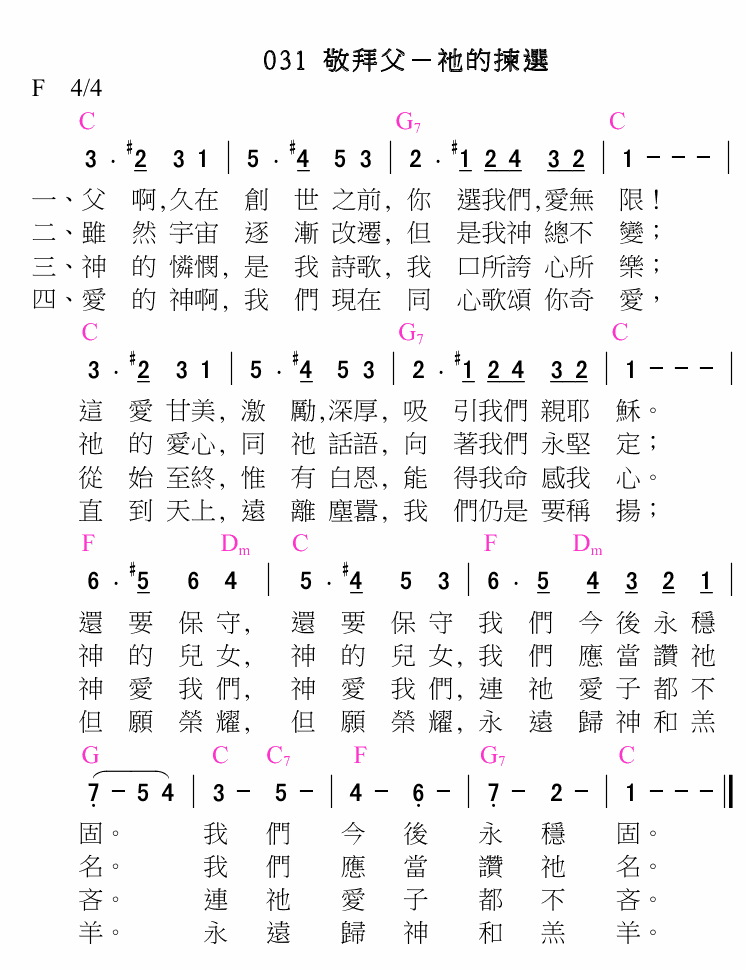 031 敬拜父－祂的揀選
F 4/4
C G7 C
3 . #2 3 1 | 5 . #4 5 3 | 2 . #1 2 4 3 2 | 1 － － － |
一、父 啊,久在 創 世 之前, 你 選我們,愛無 限！
二、雖 然 宇宙 逐 漸 改遷, 但 是我神 總不 變；
三、神 的 憐憫, 是 我 詩歌, 我 口所誇 心所 樂；
四、愛 的 神啊, 我 們 現在 同 心歌頌 你奇 愛，
C G7 C
3 . #2 3 1 | 5 . #4 5 3 | 2 . #1 2 4 3 2 | 1 － － － |
這 愛 甘美, 激 勵,深厚, 吸 引我們 親耶 穌。
祂 的 愛心, 同 祂 話語, 向 著我們 永堅 定；
從 始 至終, 惟 有 白恩, 能 得我命 感我 心。
直 到 天上, 遠 離 塵囂, 我 們仍是 要稱 揚；
F Dm C F Dm
6 . #5 6 4 | 5 . #4 5 3 | 6 . 5 4 3 2 1 |
還 要 保 守, 還 要 保 守 我 們 今 後 永 穩
神 的 兒 女, 神 的 兒 女, 我 們 應 當 讚 祂
神 愛 我 們, 神 愛 我 們, 連 祂 愛 子 都 不
但 願 榮 耀, 但 願 榮 耀, 永 遠 歸 神 和 羔
G C C7 F G7 C
7 － 5 4 | 3 － 5 － | 4 － 6 － | 7 － 2 － | 1 － － － ‖
固。 我 們 今 後 永 穩 固。
名。 我 們 應 當 讚 祂 名。
吝。 連 祂 愛 子 都 不 吝。
羊。 永 遠 歸 神 和 羔 羊。